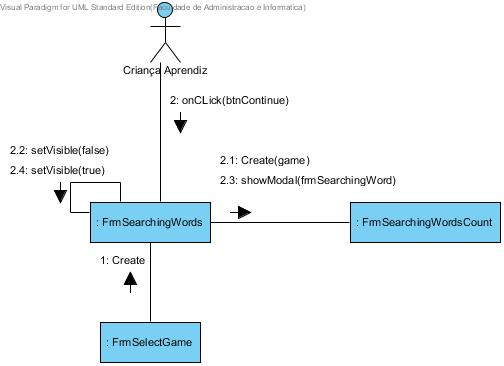 Visual Paradigm for UML Standard Edition(Faculdade de Administracao e Informatica)
Criança Aprendiz
2: onCLick(btnContinue)
2.2: setVisible(false)
2.4: setVisible(true)
2.1: Create(game)
2.3: showModal(frmSearchingWord)
: FrmSearchingWords
: FrmSearchingWordsCount
1: Create
: FrmSelectGame